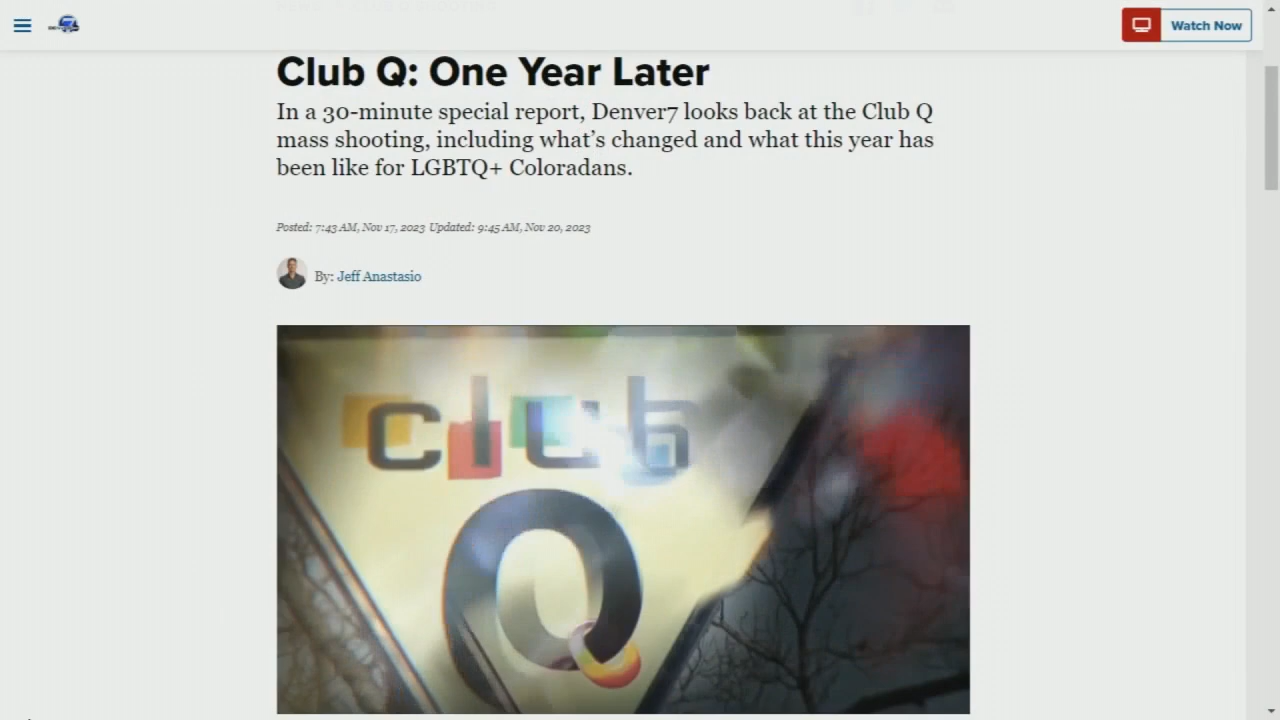 Watch Now
Club Q: One Year Later
In a 30-minute special report, Denver7 looks back at the Club Q
mass shooting, including what's changed and what this year has
been like for LGBTQ+ Coloradans.
Posted: 7:43 AM, Nov 17, 2023 Updated: 9:45 AM, Nov 20, 2023
By: Jeff Anastasio
club
Q